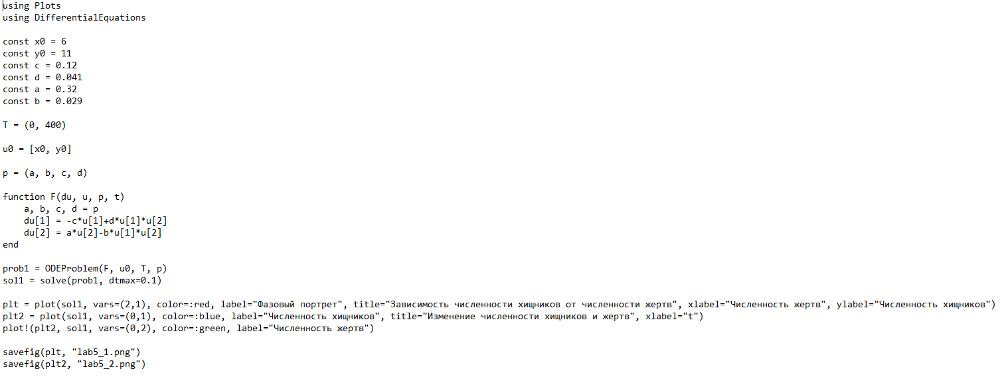 using Plots
using DifferentialEquations

const x0 = 6
const y0 = 11
const c = 0.12
const d = 0.041
const a = 0.32
const b = 0.029

T = (0, 400)

u0 = [x0, y0]

p = (a, b, c, d)

function F(du, u, p, t)
    a, b, c, d = p
    du[1] = -c*u[1]+d*u[1]*u[2]
    du[2] = a*u[2]-b*u[1]*u[2]
end

prob1 = ODEProblem(F, u0, T, p)
sol1 = solve(prob1, dtmax=0.1)

plt = plot(sol1, vars=(2,1), color=:red, label="Фазовый портрет", title="Зависимость численности хищников от численности жертв", xlabel="Численность жертв", ylabel="Численность хищников")
plt2 = plot(sol1, vars=(0,1), color=:blue, label="Численность хищников", title="Изменение численности хищников и жертв", xlabel="t")
plot!(plt2, sol1, vars=(0,2), color=:green, label="Численность жертв")

savefig(plt, "lab5_1.png")
savefig(plt2, "lab5_2.png")